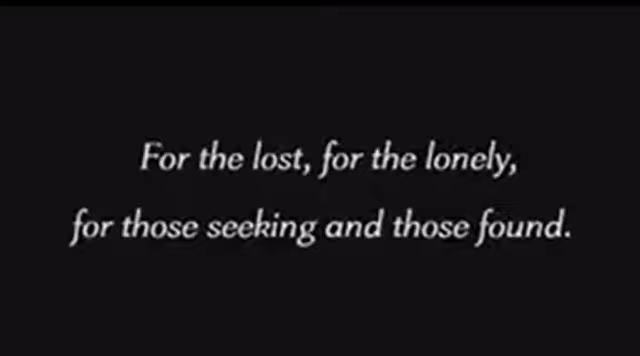 For the lost, for the lonely,
for those seeking and those found.